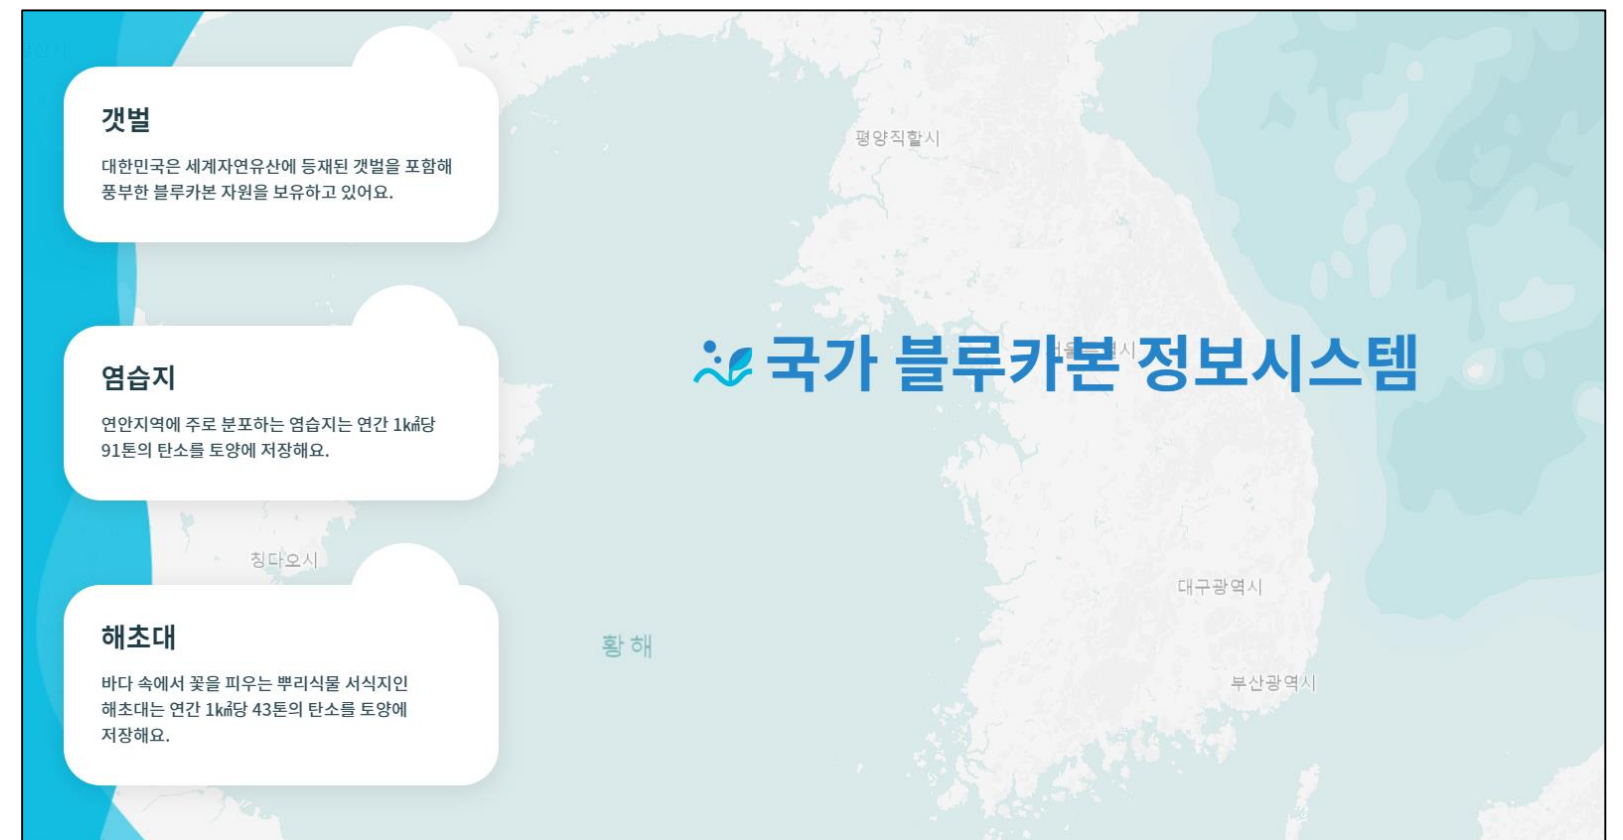 갯벌
대한민국은 세계자연유산에 등재된 갯벌을 포함해
풍부한 블루카본 자원을 보유하고 있어요.
염습지
연안지역에 주로 분포하는 염습지는 연간 1㎢당
91톤의 탄소를 토양에 저장해요.
해초대
바다 속에서 꽃을 피우는 뿌리식물 서식지인
해초대는 연간 1㎢당 43톤의 탄소를 토양에
저장해요.
평양직할시
국가 블루카본 정보시스템
칭다오시
황해
대구광역시
부산광역시